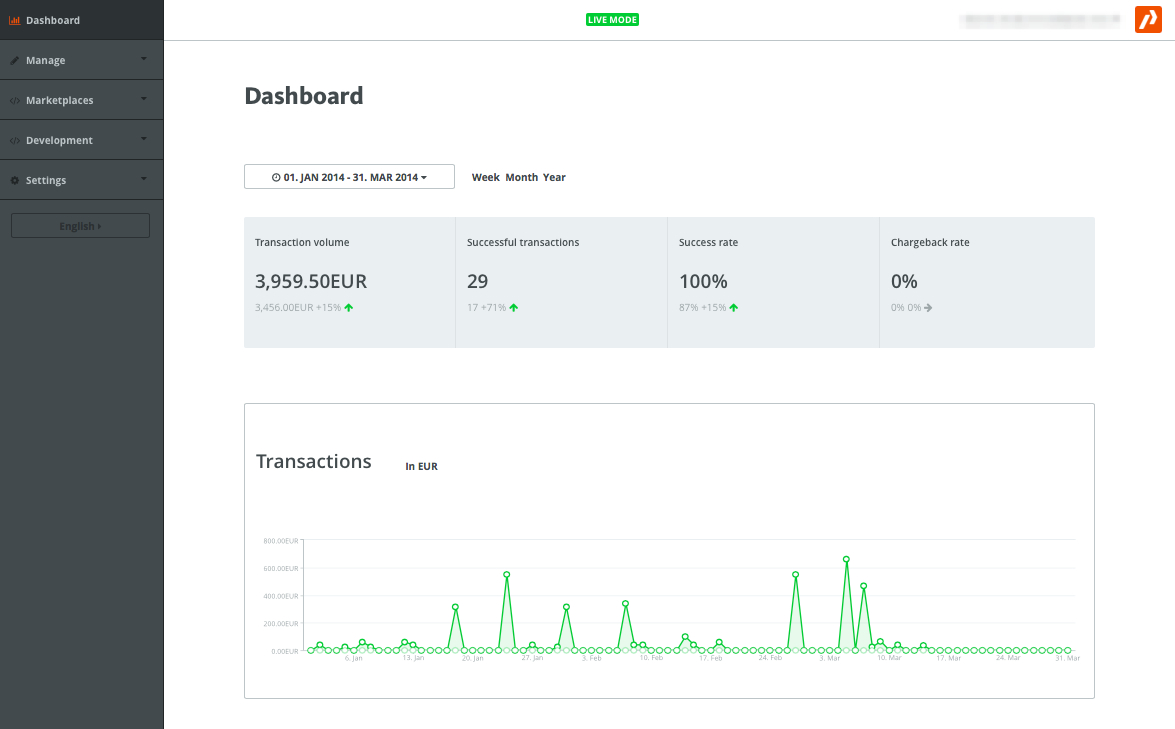 Dashboard
LIVE MODE
Manage
Marketplaces
Development
Settings
English
Dashboard
01. JAN 2014 - 31. MAR 2014
Week Month Year
Transaction volume
3,959.50EUR
3,456.00EUR +15%
Successful transactions
29
17 +71%
Success rate
100%
87% +15%
Chargeback rate
0%
0% 0%
Transactions
In EUR
800.00EUR
600.00EUR
400.00EUR
200.00EUR
0.00EUR
6. Jan 13. Jan 20. Jan 27. Jan 3. Feb 10. Feb 17. Feb 24. Feb 3. Mar 10. Mar 17. Mar 24. Mar 31. Mar